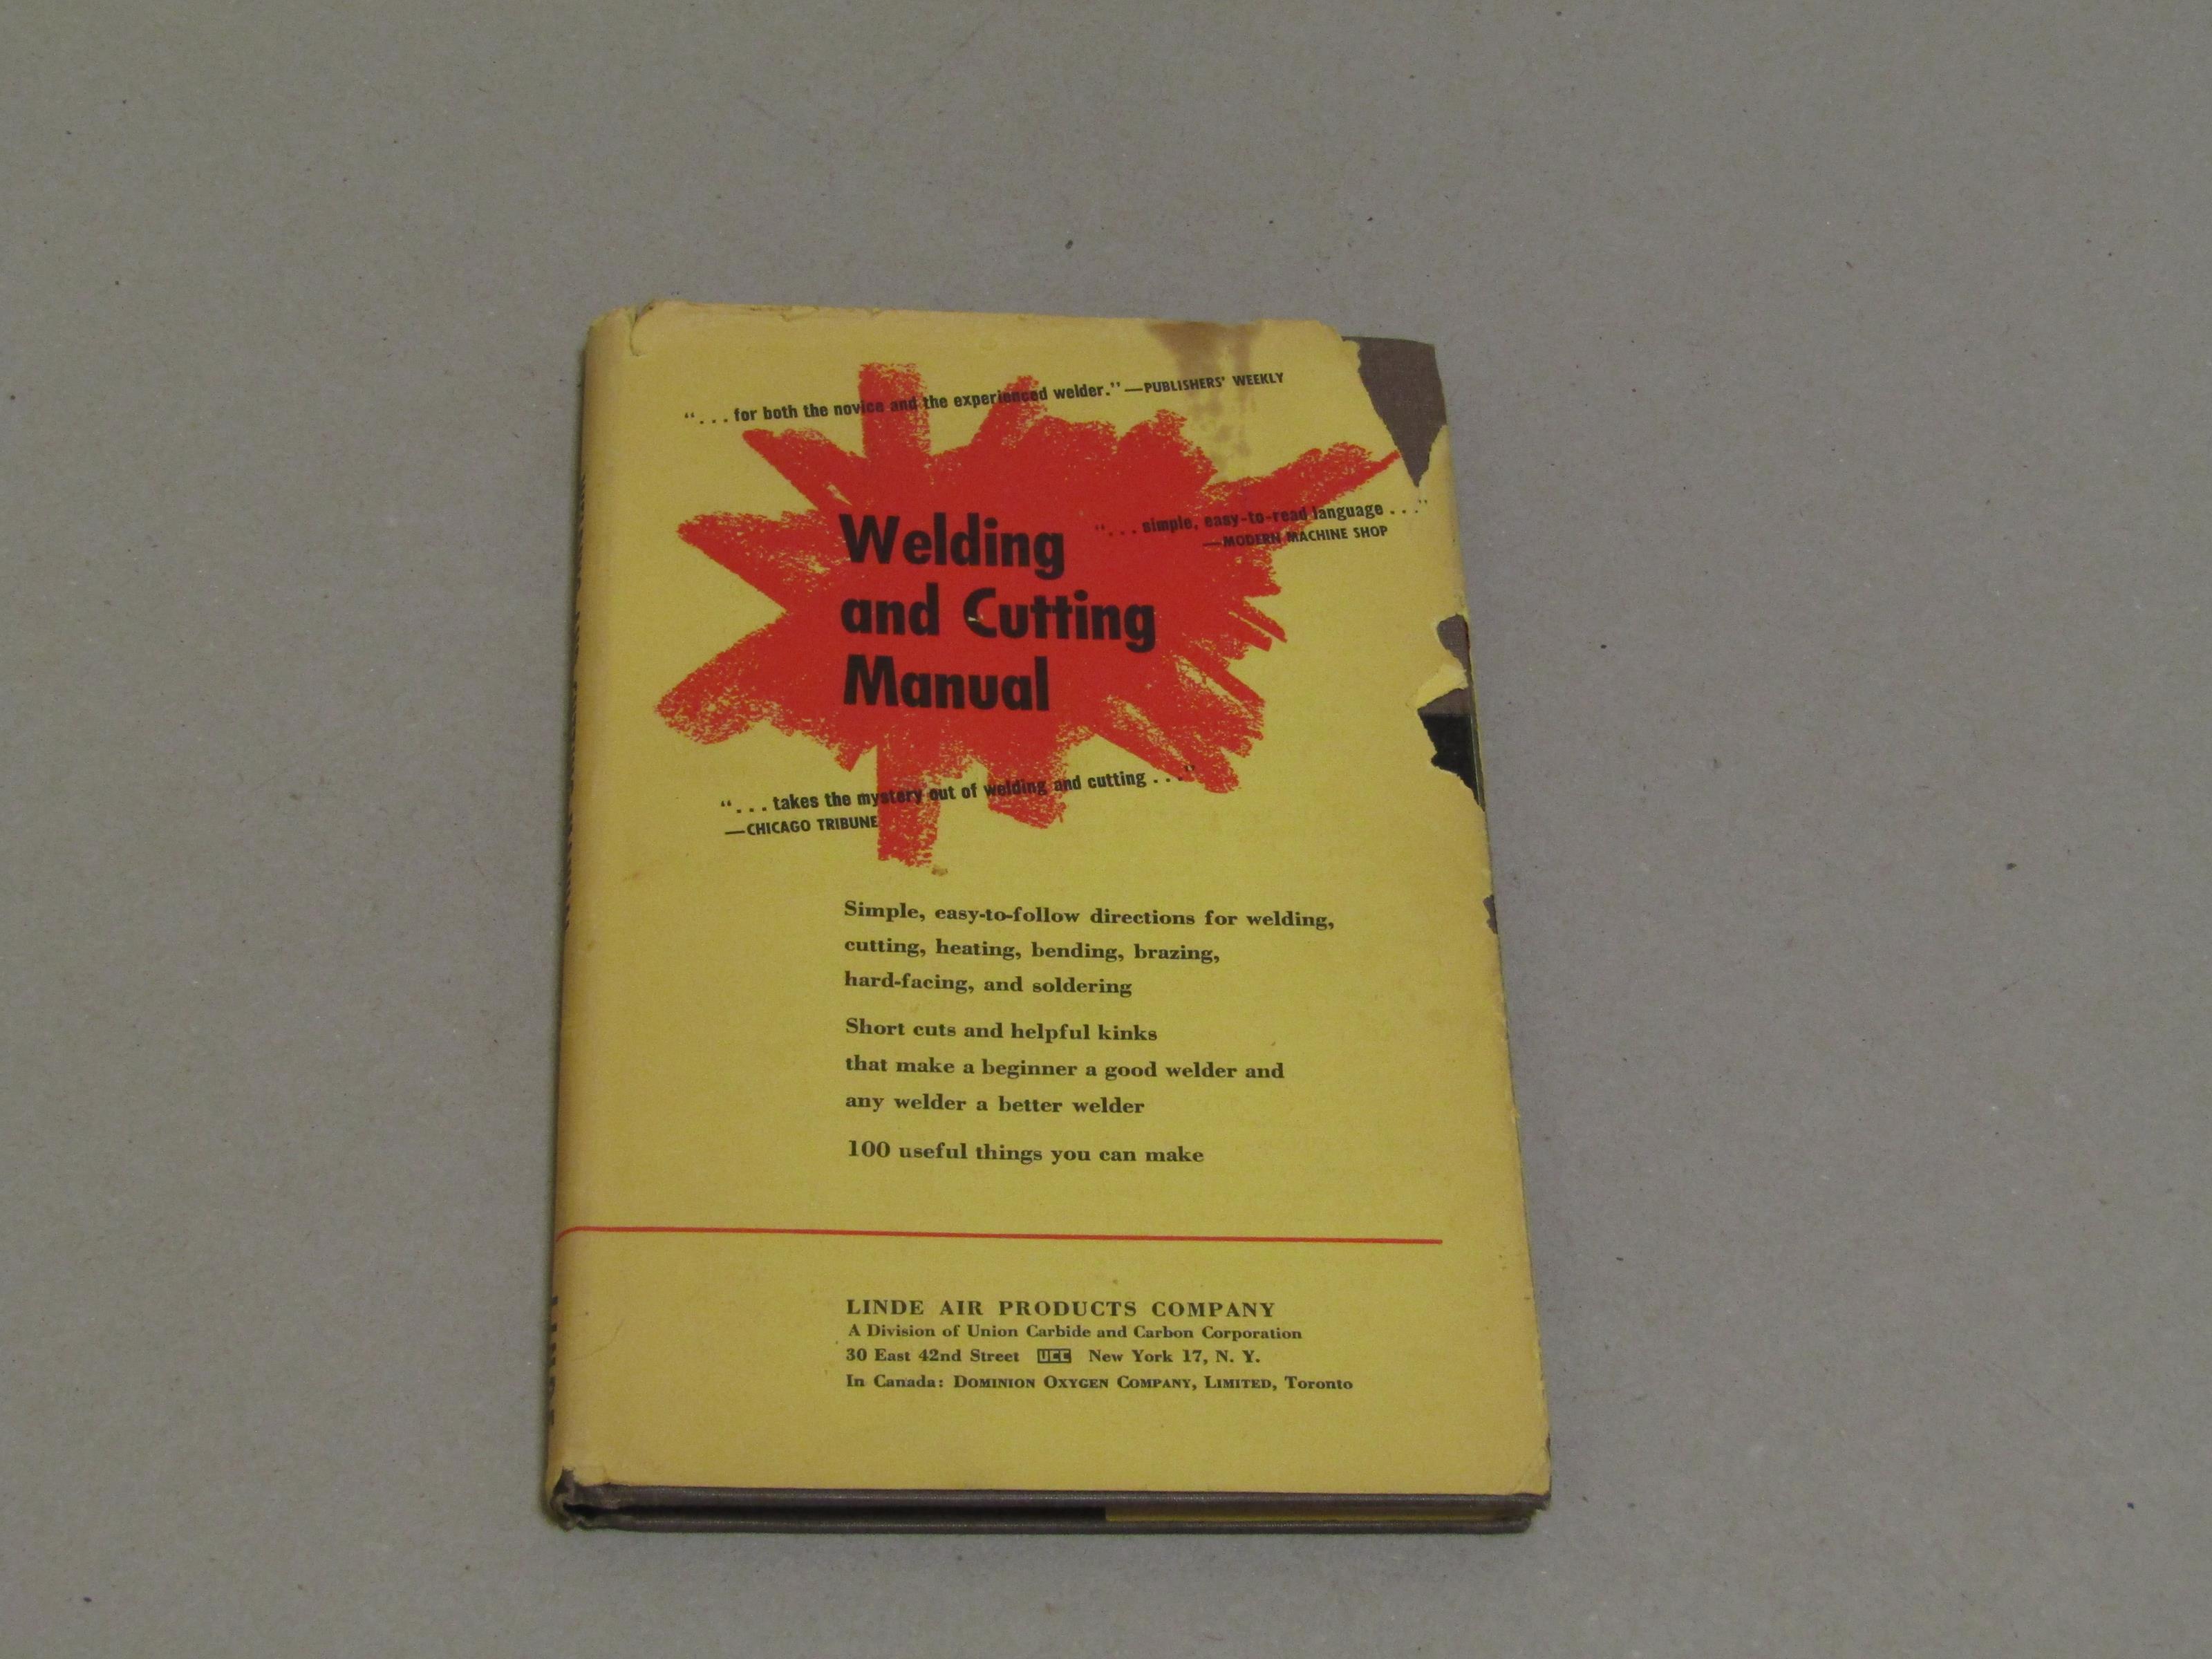 ". . . for both the novice and the experienced welder."—PUBLISHERS' WEEKLY
Welding
and Cutting
Manual
". . . simple, easy-to-read language . . ."
—MODERN MACHINE SHOP
". . . takes the mystery out of welding and cutting . . ."
—CHICAGO TRIBUNE
Simple, easy-to-follow directions for welding,
cutting, heating, bending, brazing,
hard-facing, and soldering
Short cuts and helpful kinks
that make a beginner a good welder and
any welder a better welder
100 useful things you can make
LINDE AIR PRODUCTS COMPANY
A Division of Union Carbide and Carbon Corporation
30 East 42nd Street UCC New York 17, N. Y.
In Canada: DOMINION OXYGEN COMPANY, LIMITED, Toronto